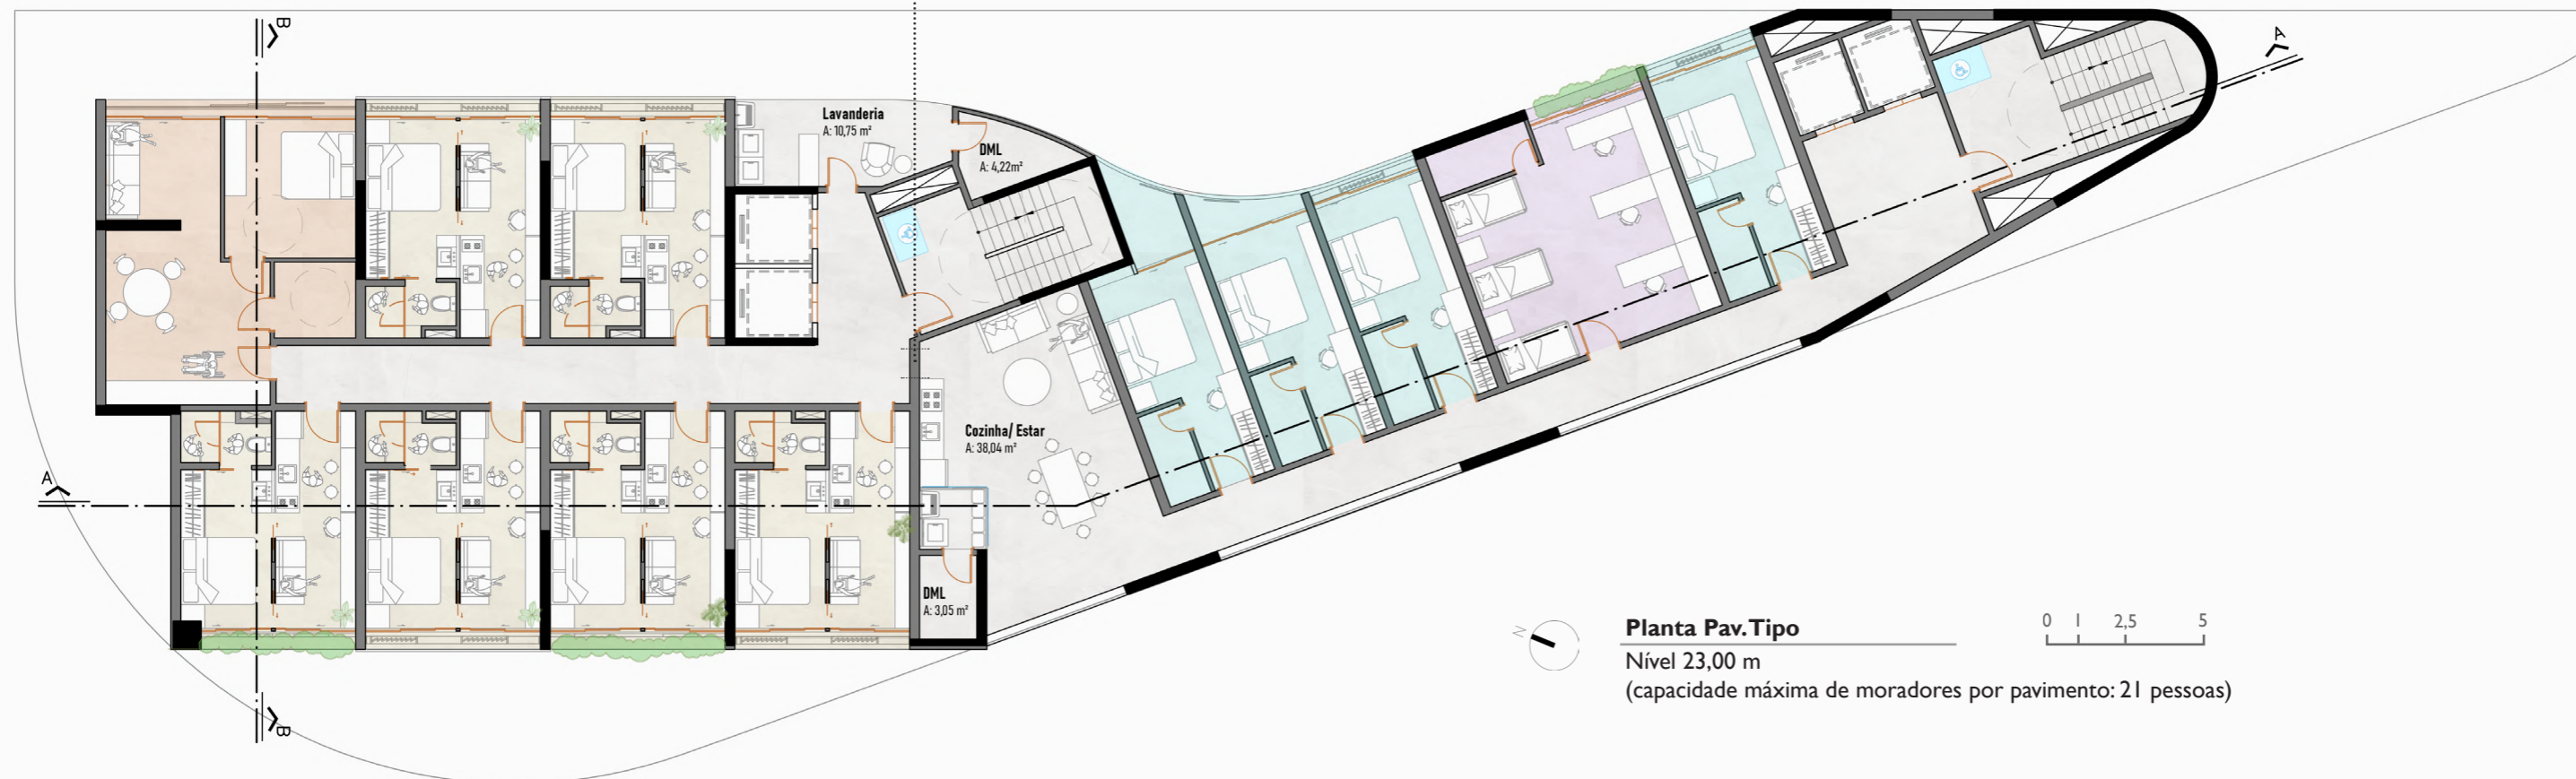 B
A
Lavanderia
A: 10,75 m²
DML
A: 4,22m²
Cozinha/ Estar
A: 38,04 m²
A
DML
A: 3,05 m²
B
N
Planta Pav. Tipo
Nível 23,00 m
(capacidade máxima de moradores por pavimento: 21 pessoas)
0 1 2,5 5